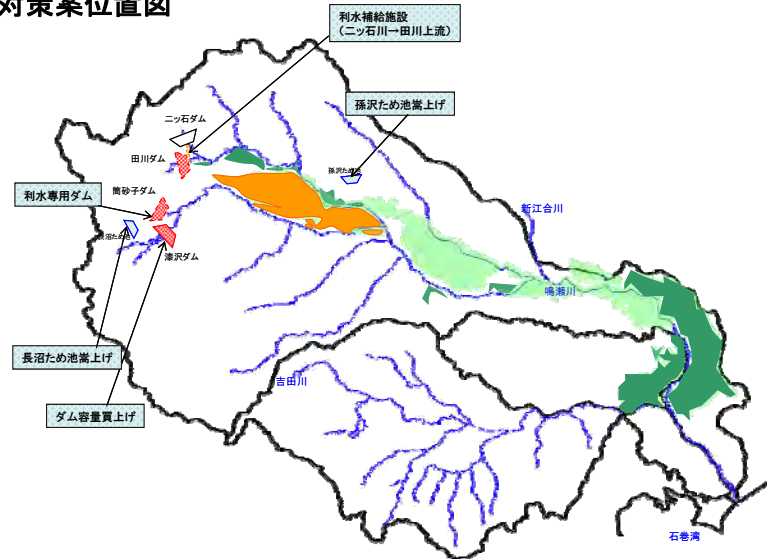 対策案位置図
利水補給施設
（二ッ石川→田川上流）
孫沢ため池嵩上げ
二ッ石ダム
田川ダム
孫沢ため池
利水専用ダム
筒砂子ダム
長沼ため池
漆沢ダム
新江合川
鳴瀬川
長沼ため池嵩上げ
吉田川
ダム容量買上げ
石巻湾